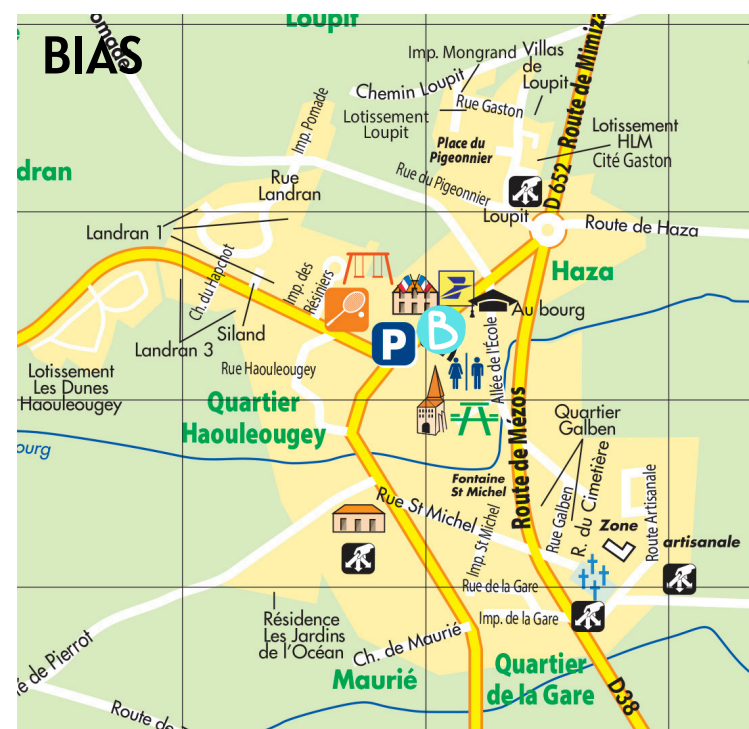 BIAS
Loupit
omade
Imp. Mongrand
Villas
de
Loupit
Route de Mimiza
Chemin Loupit
Rue Gaston
Lotissement
Loupit
Imp. Pomade
Place du
Pigeonnier
Lotissement
HLM
Cité Gaston
dran
Rue
Landran
Rue du Pigeonnier
D 652
Loupit
Route de Haza
Landran 1
Haza
Ch. du Hapchot
Imp. des
Résiniers
Siland
Landran 3
P
B
Au bourg
Allée de l'École
Lotissement
Les Dunes
Haouleougey
Rue Haouleougey
Quartier
Haouleougey
Quartier
Galben
ourg
Route de Mézos
Fontaine
St Michel
Rue St Michel
Imp. St Michel
Rue Galben
R. du Cimetière
Zone
artisanale
Route Artisanale
Rue de la Gare
Imp. de la Gare
Résidence
Les Jardins
de l'Océan
Ch. de Maurié
Maurié
Quartier
de la Gare
D38
é de Pierrot
Route de